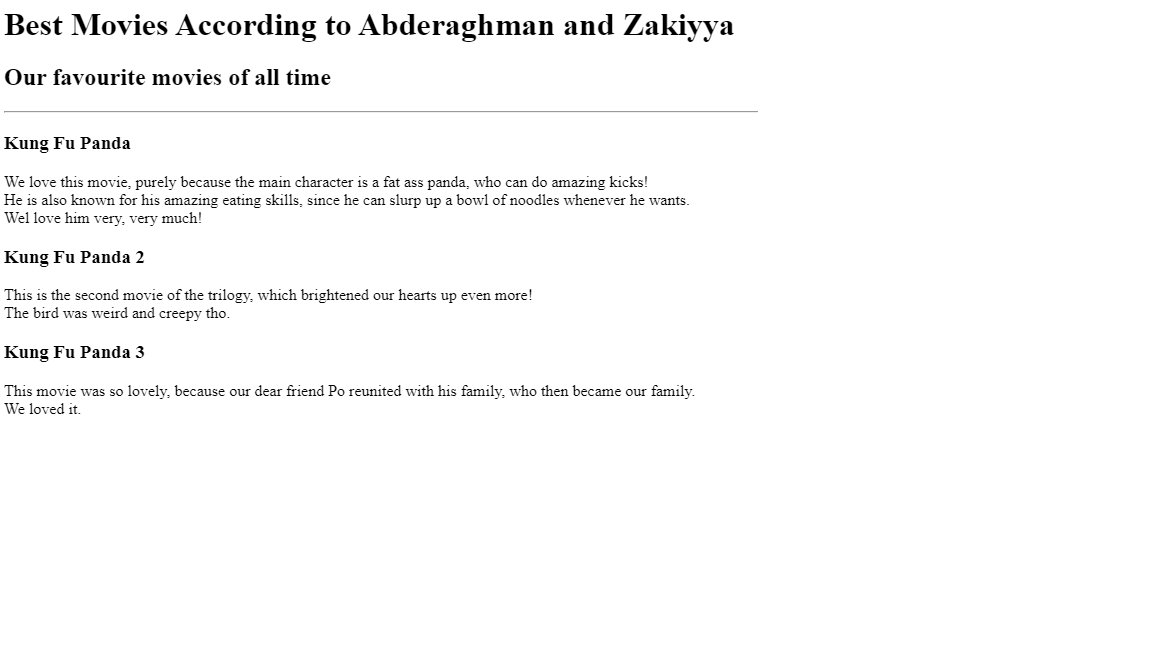 Best Movies According to Abderaghman and Zakiyya
Our favourite movies of all time
Kung Fu Panda
We love this movie, purely because the main character is a fat ass panda, who can do amazing kicks!
He is also known for his amazing eating skills, since he can slurp up a bowl of noodles whenever he wants.
Wel love him very, very much!
Kung Fu Panda 2
This is the second movie of the trilogy, which brightened our hearts up even more!
The bird was weird and creepy tho.
Kung Fu Panda 3
This movie was so lovely, because our dear friend Po reunited with his family, who then became our family.
We loved it.